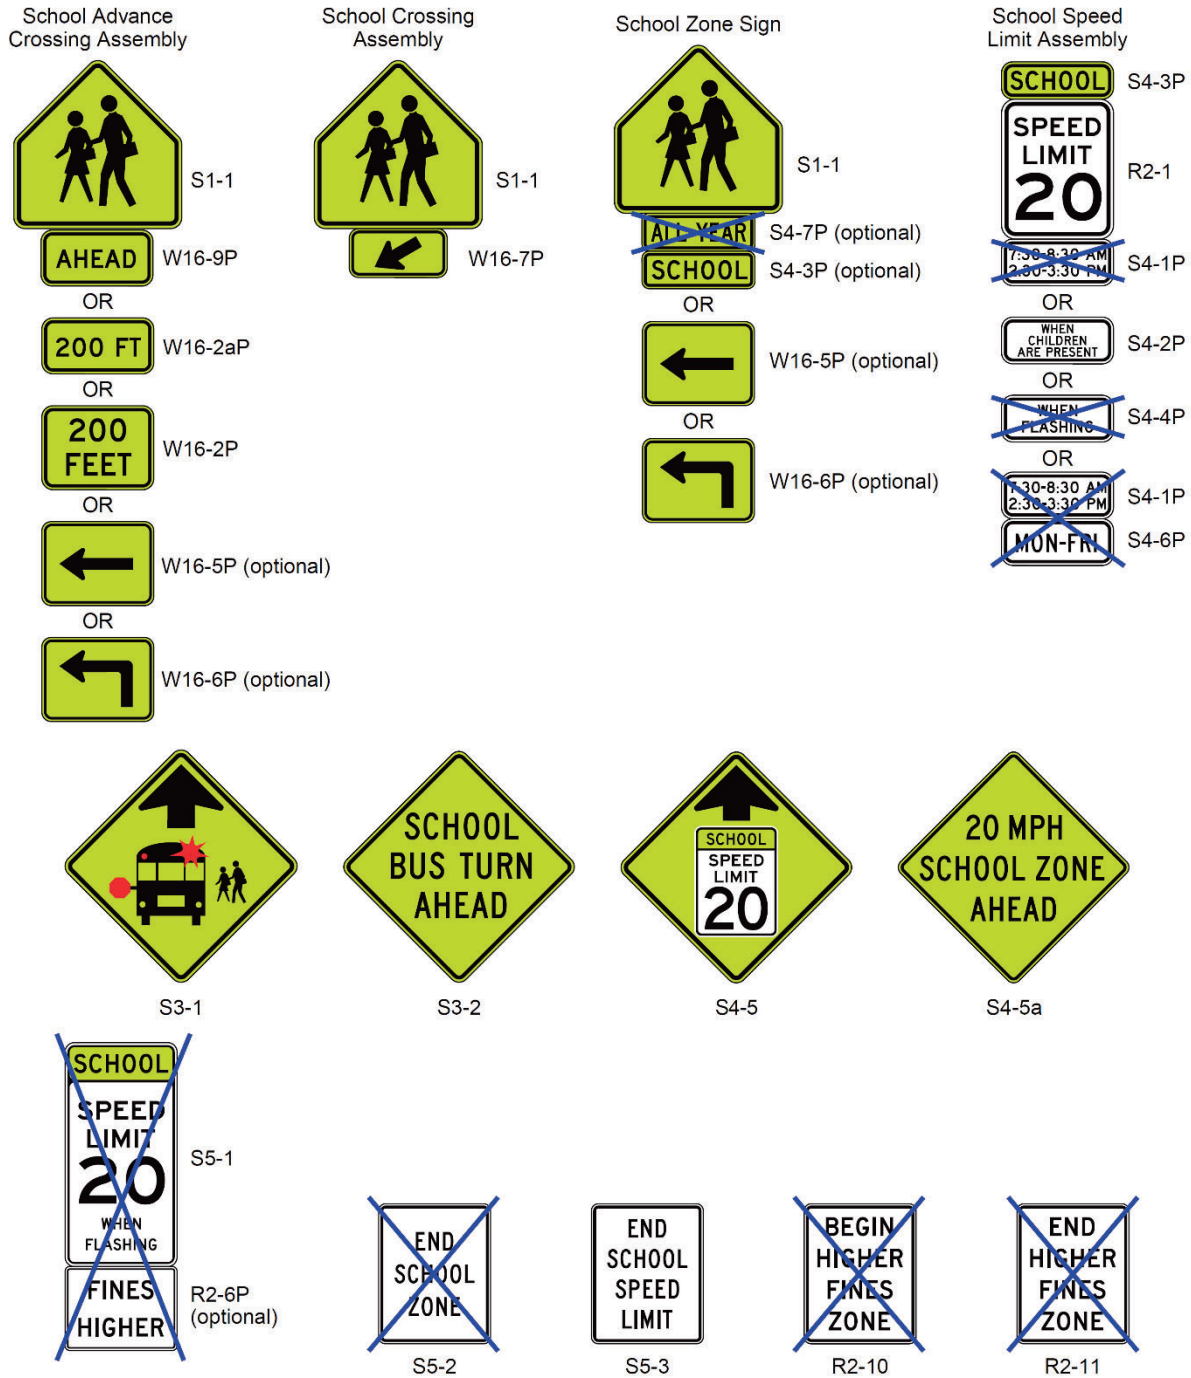 School Advance
Crossing Assembly
S1-1
AHEAD
W16-9P
OR
200 FT
W16-2aP
OR
200
FEET
W16-2P
OR
W16-5P (optional)
OR
W16-6P (optional)
School Crossing
Assembly
S1-1
W16-7P
School Zone Sign
S1-1
ALL YEAR
S4-7P (optional)
SCHOOL
S4-3P (optional)
OR
W16-5P (optional)
OR
W16-6P (optional)
School Speed
Limit Assembly
SCHOOL
S4-3P
SPEED
LIMIT
20
R2-1
7:30-8:30 AM
2:30-3:30 PM
S4-1P
OR
WHEN
CHILDREN
ARE PRESENT
S4-2P
OR
WHEN
FLASHING
S4-4P
OR
7:30-8:30 AM
2:30-3:30 PM
S4-1P
MON-FRI
S4-6P
S3-1
SCHOOL
BUS TURN
AHEAD
S3-2
SCHOOL
SPEED
LIMIT
20
S4-5
20 MPH
SCHOOL ZONE
AHEAD
S4-5a
SCHOOL
SPEED
LIMIT
20
WHEN
FLASHING
S5-1
FINES
HIGHER
R2-6P
(optional)
END
SCHOOL
ZONE
S5-2
END
SCHOOL
SPEED
LIMIT
S5-3
BEGIN
HIGHER
FINES
ZONE
R2-10
END
HIGHER
FINES
ZONE
R2-11